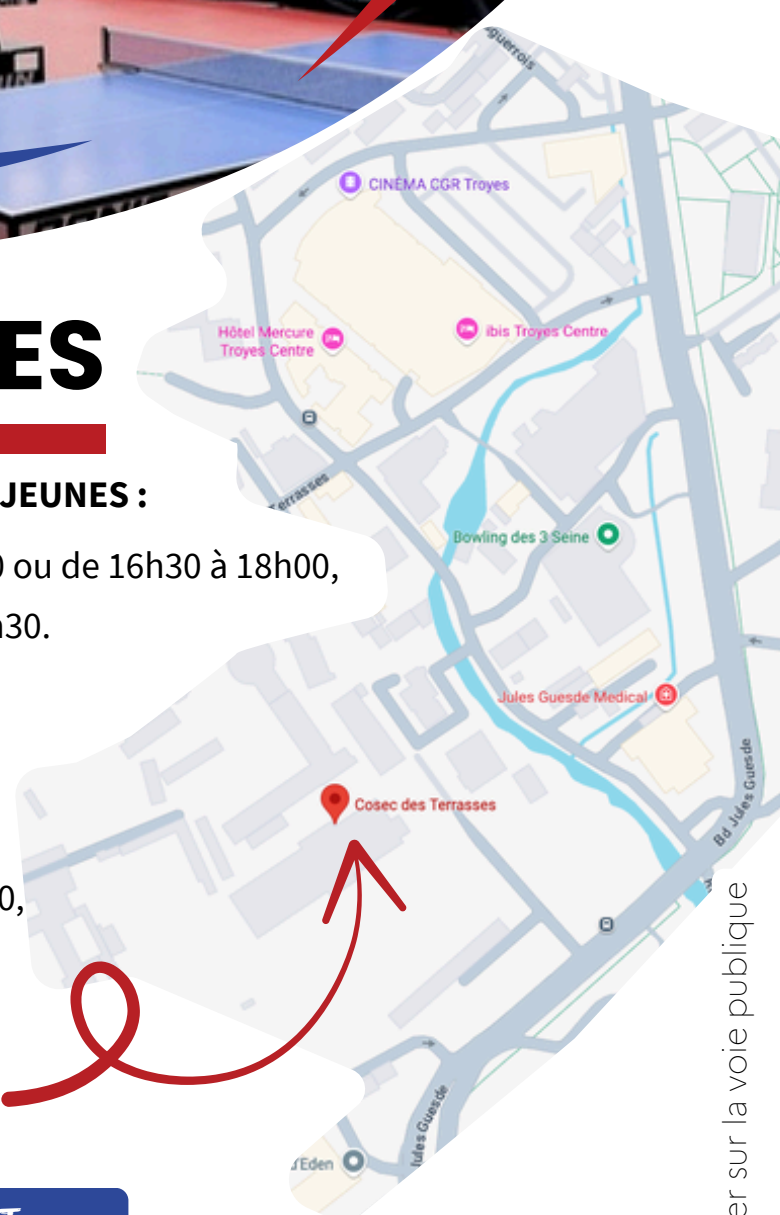 CINÉMA CGR Troyes
Hôtel Mercure
Troyes Centre
ibis Troyes Centre
ES
JEUNES :
Terrasses
Bowling des 3 Seine
0 ou de 16h30 à 18h00,
h30.
Jules Guesde Medical
Cosec des Terrasses
Bd Jules Guesde
0,
er sur la voie publique
Jules Guesde
d'Eden